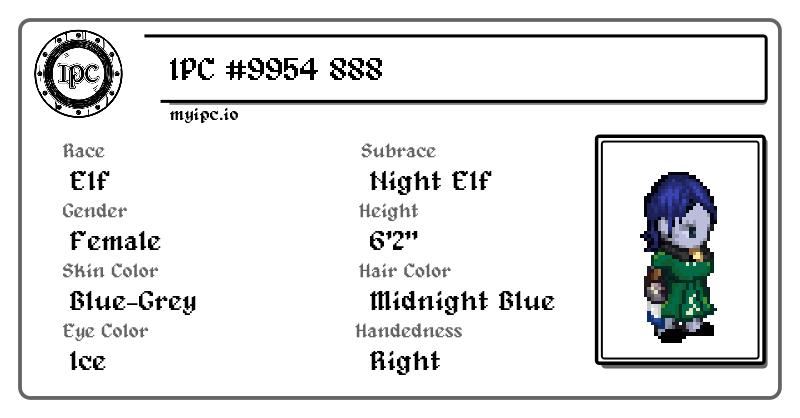 IPC
IPC #9954 888
myipc.io
Race
Elf
Subrace
Night Elf
Gender
Female
Height
6'2"
Skin Color
Blue-Grey
Hair Color
Midnight Blue
Eye Color
Ice
Handedness
Right